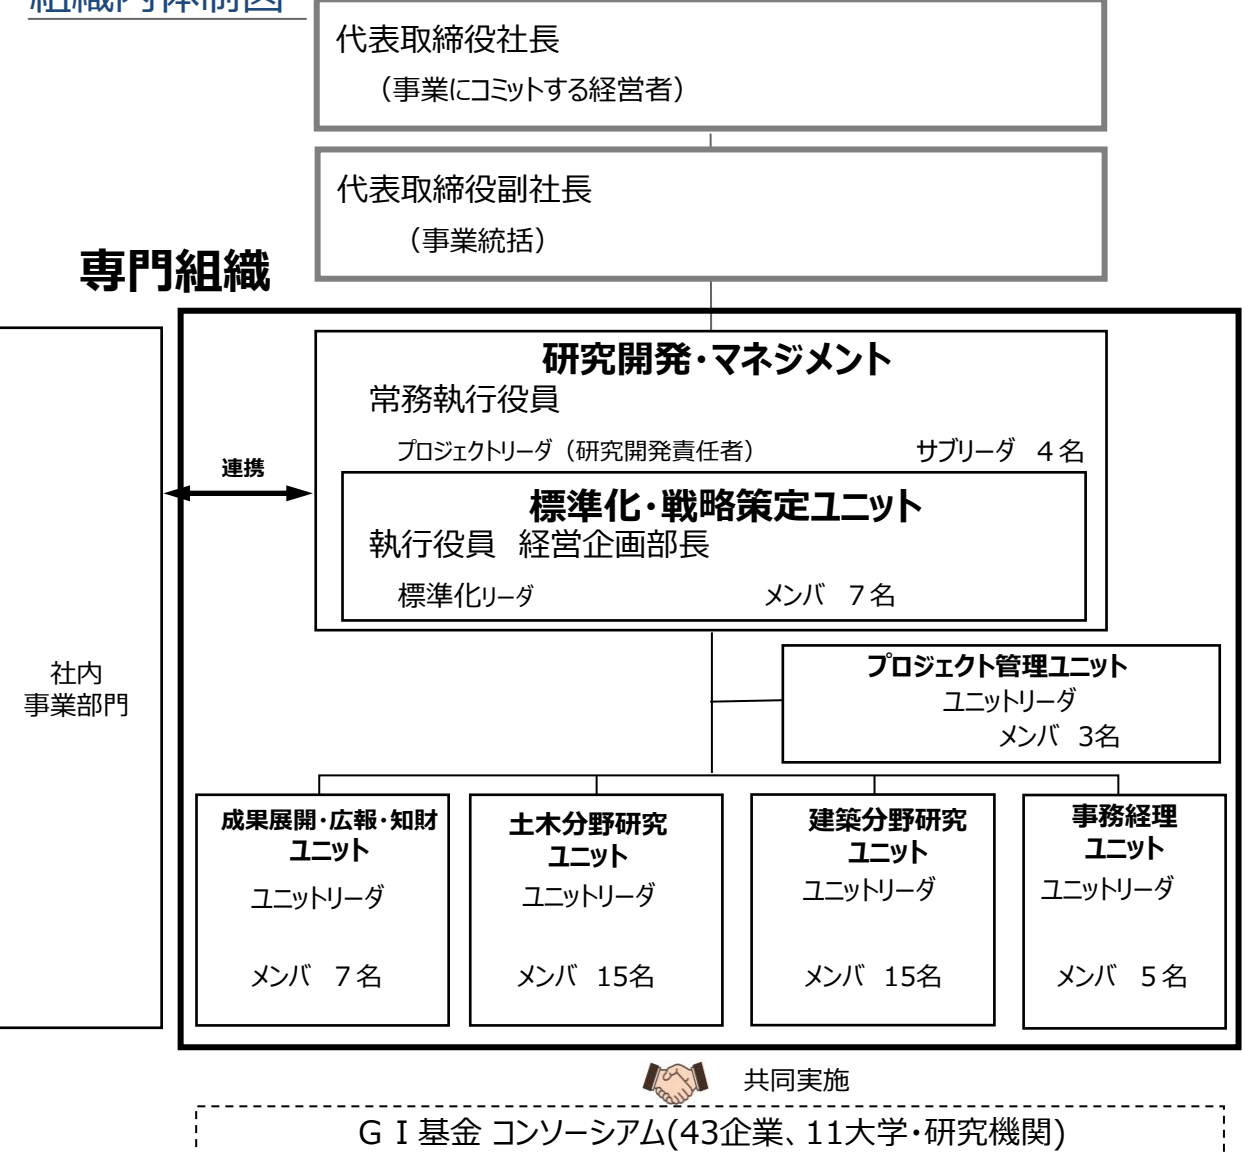 組織内体制図
代表取締役社長
（事業にコミットする経営者）
代表取締役副社長
（事業統括）
専門組織
研究開発・マネジメント
常務執行役員
プロジェクトリーダ（研究開発責任者） サブリーダ ４名
連携
標準化・戦略策定ユニット
執行役員 経営企画部長
標準化リーダ メンバ ７名
社内
事業部門
プロジェクト管理ユニット
ユニットリーダ
メンバ 3名
成果展開・広報・知財
ユニット
ユニットリーダ
メンバ ７名
土木分野研究
ユニット
ユニットリーダ
メンバ 15名
建築分野研究
ユニット
ユニットリーダ
メンバ 15名
事務経理
ユニット
ユニットリーダ
メンバ ５名
共同実施
ＧＩ基金 コンソーシアム(43企業、11大学・研究機関)